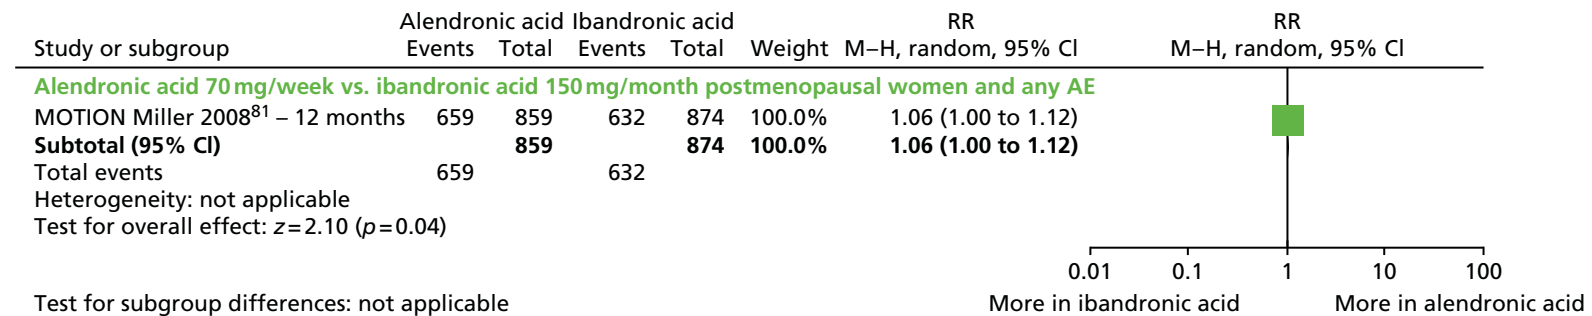 Alendronic acid Ibandronic acid RR RR
Study or subgroup Events Total Events Total Weight M–H, random, 95% Cl M–H, random, 95% Cl
Alendronic acid 70 mg/week vs. ibandronic acid 150 mg/month postmenopausal women and any AE
MOTION Miller 2008⁸¹ – 12 months 659 859 632 874 100.0% 1.06 (1.00 to 1.12)
Subtotal (95% Cl) 859 874 100.0% 1.06 (1.00 to 1.12)
Total events 659 632
Heterogeneity: not applicable
Test for overall effect: z = 2.10 (p = 0.04)
0.01 0.1 1 10 100
Test for subgroup differences: not applicable More in ibandronic acid More in alendronic acid